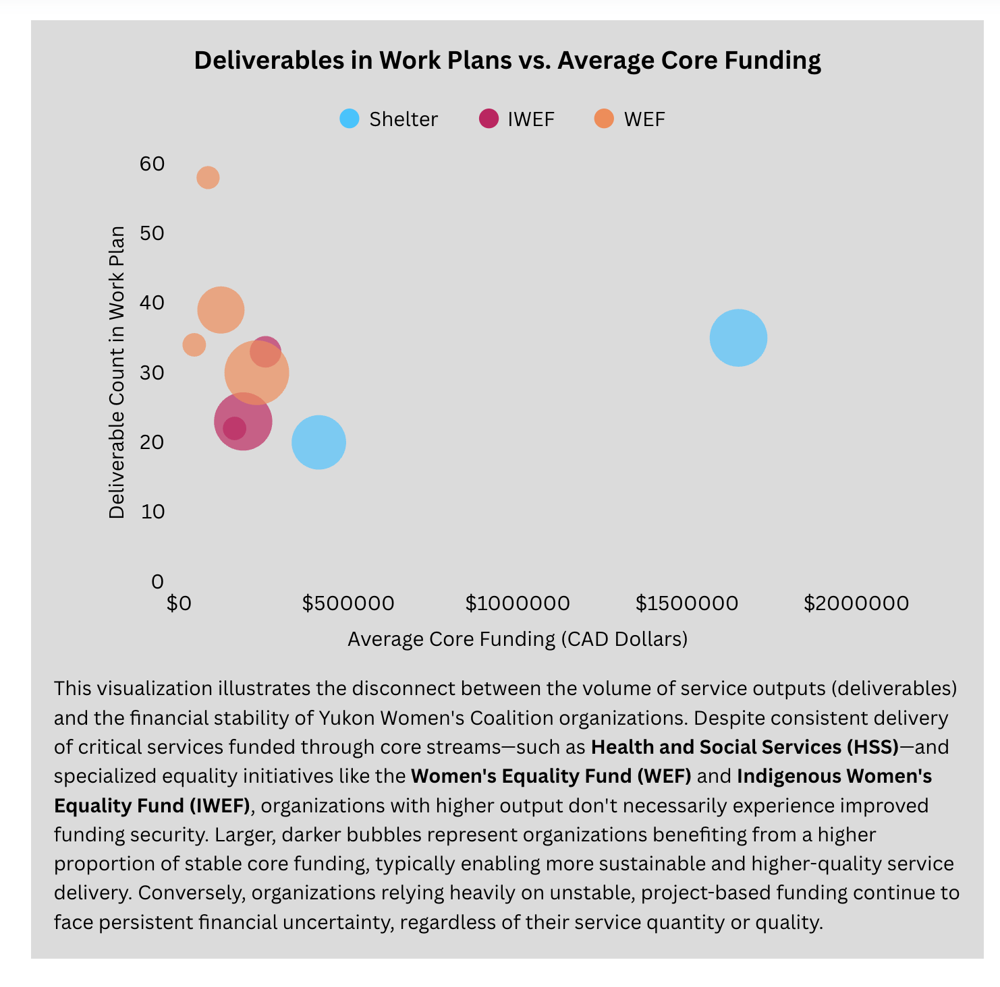 Deliverables in Work Plans vs. Average Core Funding
Shelter IWEF WEF
60
50
40
30
20
10
0
Deliverable Count in Work Plan
$0 $500000 $1000000 $1500000 $2000000
Average Core Funding (CAD Dollars)
This visualization illustrates the disconnect between the volume of service outputs (deliverables)
and the financial stability of Yukon Women's Coalition organizations. Despite consistent delivery
of critical services funded through core streams—such as Health and Social Services (HSS)—and
specialized equality initiatives like the Women's Equality Fund (WEF) and Indigenous Women's
Equality Fund (IWEF), organizations with higher output don't necessarily experience improved
funding security. Larger, darker bubbles represent organizations benefiting from a higher
proportion of stable core funding, typically enabling more sustainable and higher-quality service
delivery. Conversely, organizations relying heavily on unstable, project-based funding continue to
face persistent financial uncertainty, regardless of their service quantity or quality.